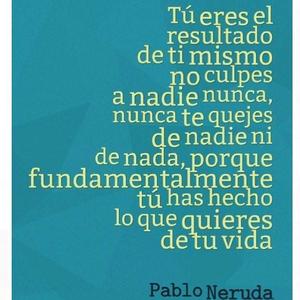 Tú eres el
resultado
de ti mismo
no culpes
a nadie nunca,
nunca te quejes
de nadie ni
de nada, porque
fundamentalmente
tú has hecho
lo que quieres
de tu vida
Pablo Neruda